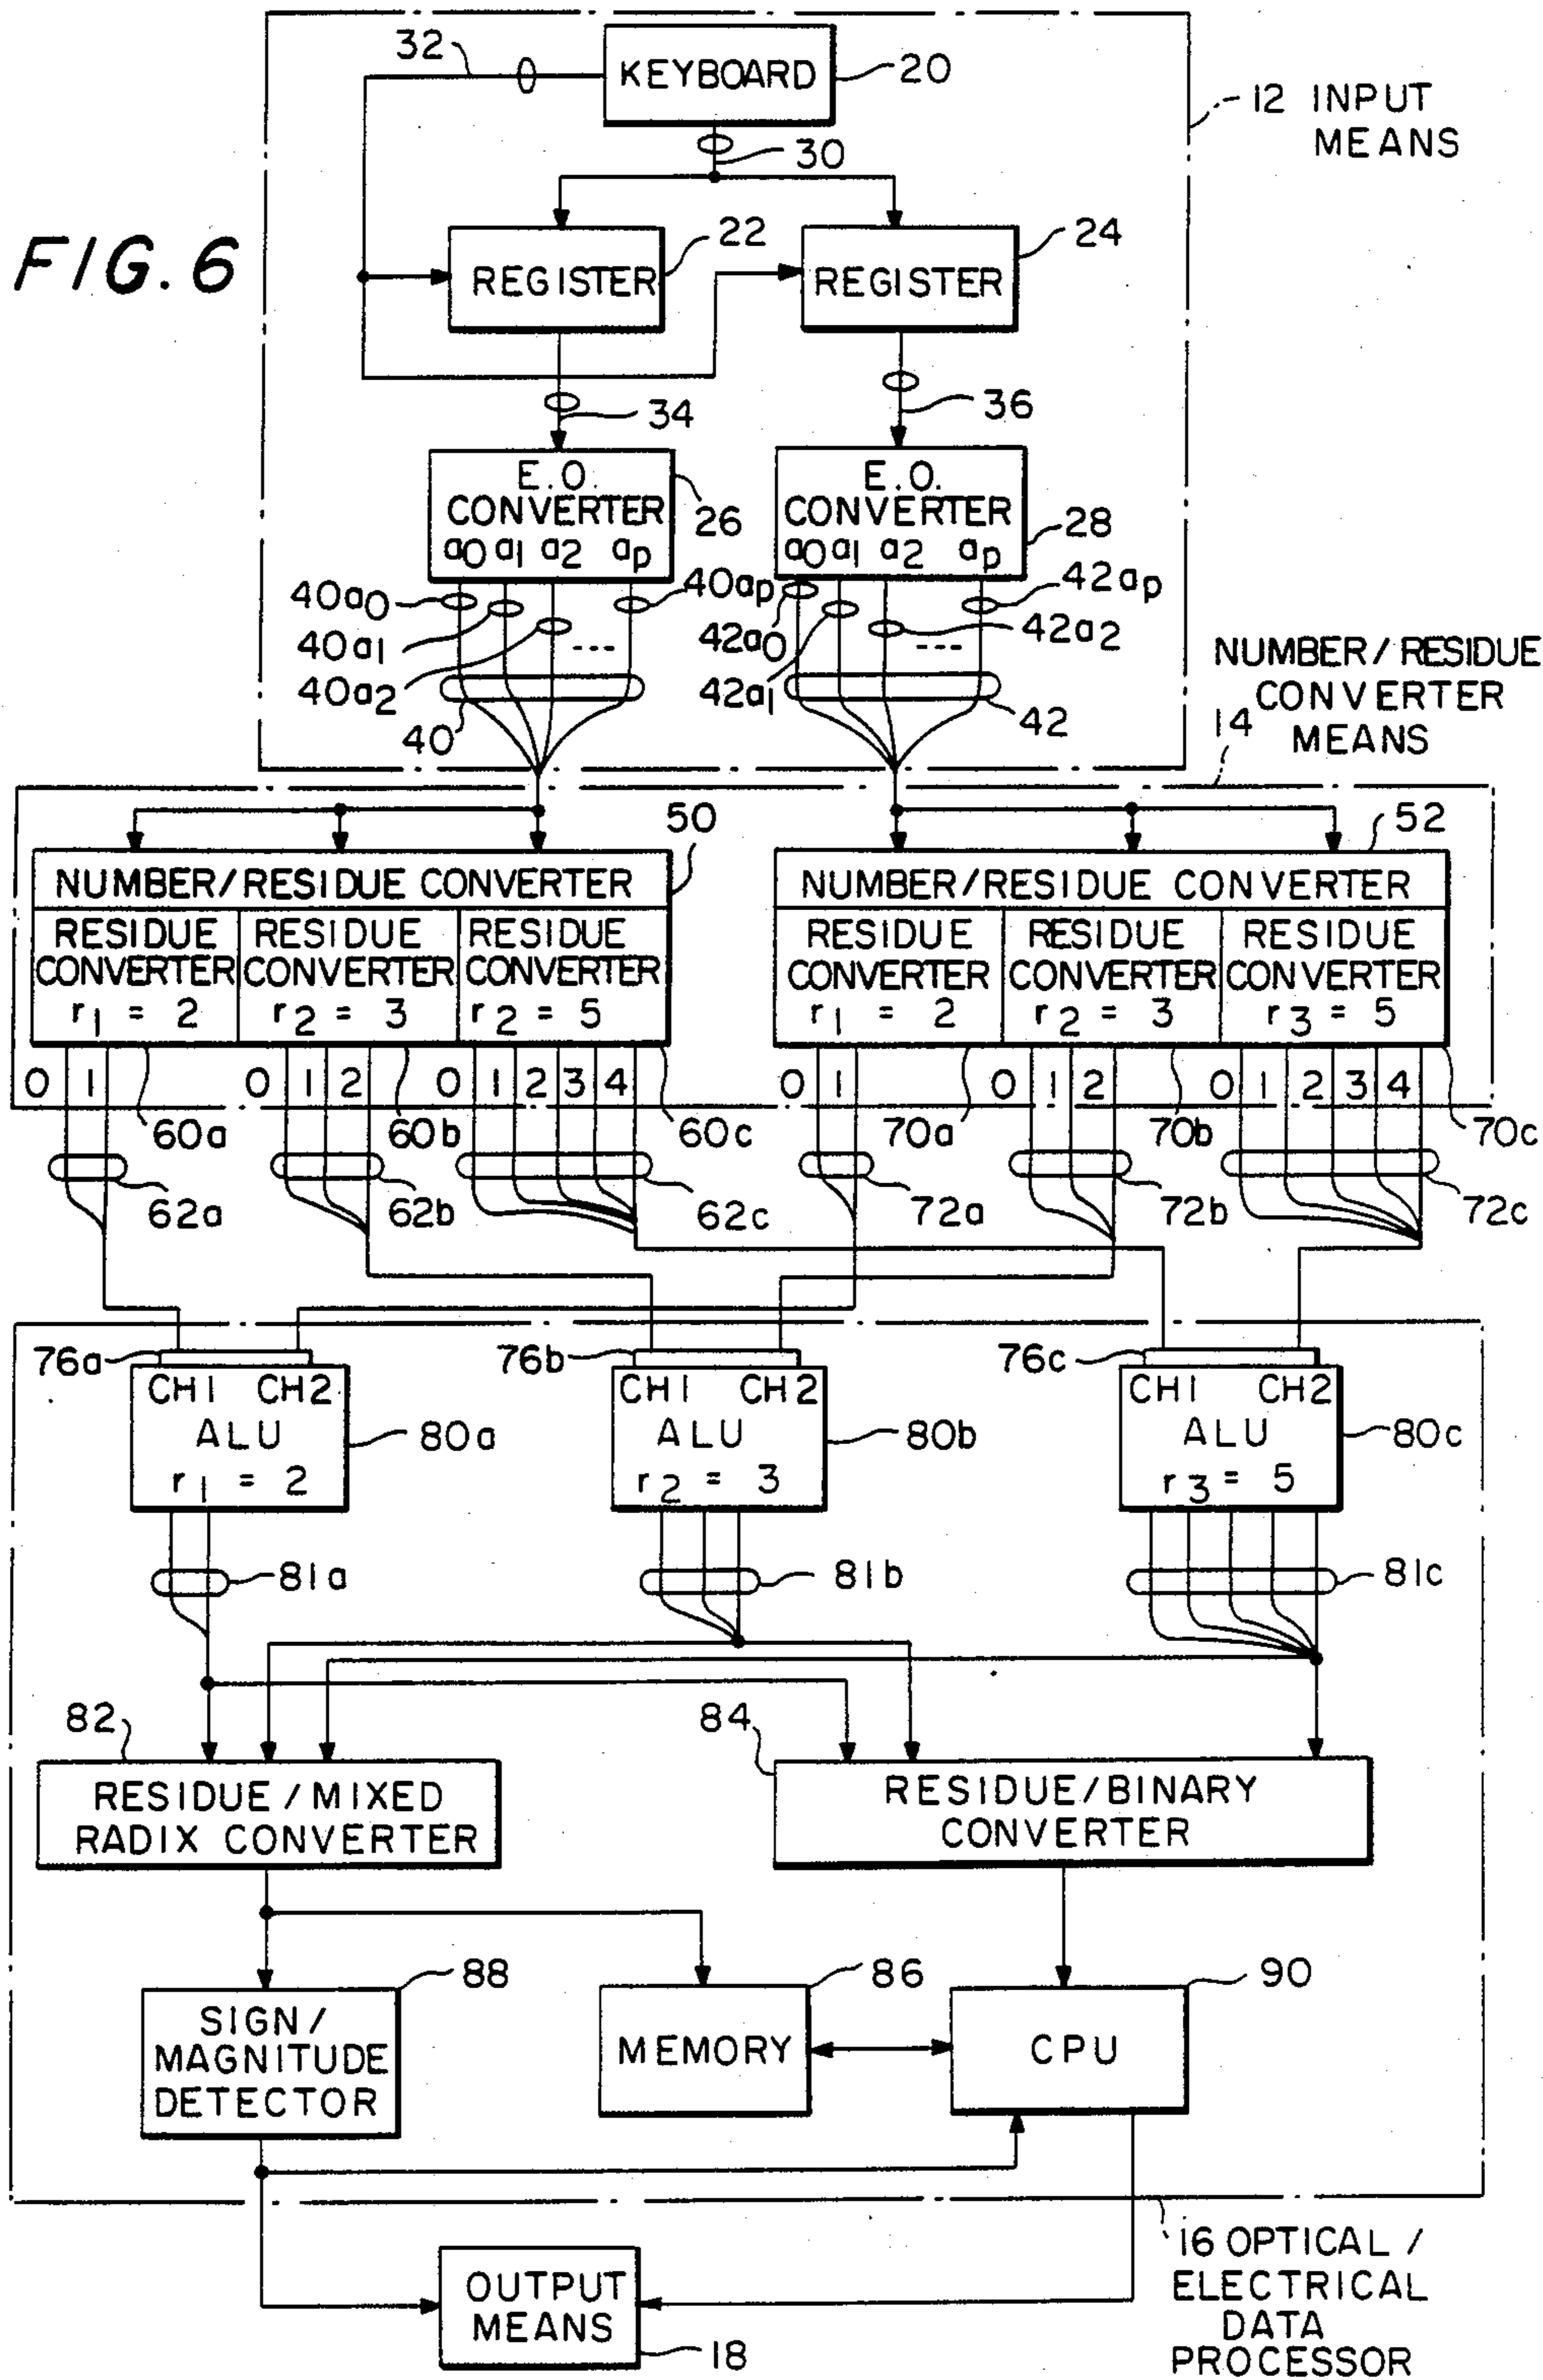 32
KEYBOARD
20
12 INPUT
MEANS
30
FIG. 6
22
24
REGISTER
REGISTER
34
36
E.O.
CONVERTER
a0 a1 a2 ap
26
E.O.
CONVERTER
a0 a1 a2 ap
28
40a0
40ap
42ap
40a1
42a0
42a2
---
---
40a2
42a1
40
42
NUMBER/RESIDUE
CONVERTER
MEANS
14
50
52
NUMBER/RESIDUE CONVERTER
NUMBER/RESIDUE CONVERTER
RESIDUE CONVERTER r1 = 2
RESIDUE CONVERTER r2 = 3
RESIDUE CONVERTER r2 = 5
RESIDUE CONVERTER r1 = 2
RESIDUE CONVERTER r2 = 3
RESIDUE CONVERTER r3 = 5
0 1 0 1 2 0 1 2 3 4
0 1 0 1 2 0 1 2 3 4
60a 60b 60c 70a 70b 70c
62a 62b 62c 72a 72b 72c
76a 76b 76c
CH1 CH2
ALU
r1 = 2
80a
CH1 CH2
ALU
r2 = 3
80b
CH1 CH2
ALU
r3 = 5
80c
81a 81b 81c
82
84
RESIDUE/MIXED
RADIX CONVERTER
RESIDUE/BINARY
CONVERTER
88
86
90
SIGN/
MAGNITUDE
DETECTOR
MEMORY
CPU
16 OPTICAL/
ELECTRICAL
DATA
PROCESSOR
OUTPUT
MEANS
18